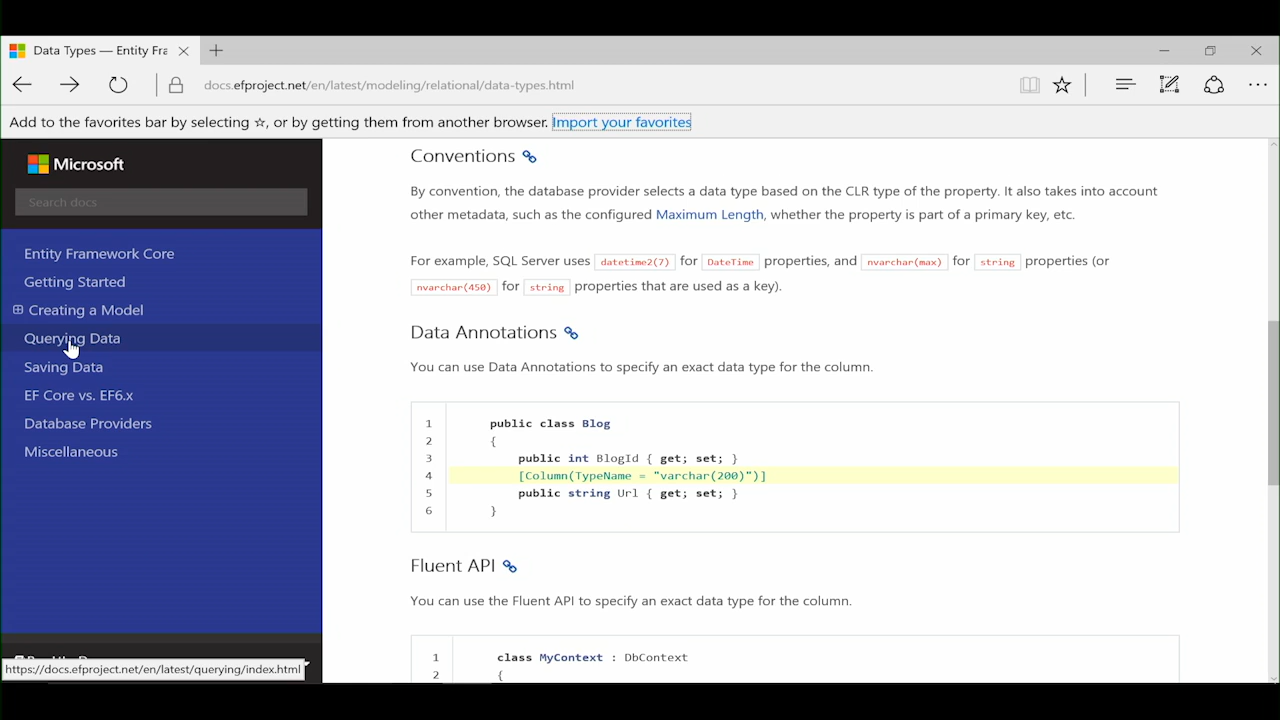 Data Types — Entity Fra
docs.efproject.net/en/latest/modeling/relational/data-types.html
Add to the favorites bar by selecting ☆, or by getting them from another browser. Import your favorites
Microsoft
Search docs
Entity Framework Core
Getting Started
Creating a Model
Querying Data
Saving Data
EF Core vs. EF6.x
Database Providers
Miscellaneous
https://docs.efproject.net/en/latest/querying/index.html
Conventions
By convention, the database provider selects a data type based on the CLR type of the property. It also takes into account
other metadata, such as the configured Maximum Length, whether the property is part of a primary key, etc.
For example, SQL Server uses datetime2(7) for DateTime properties, and nvarchar(max) for string properties (or
nvarchar(450) for string properties that are used as a key).
Data Annotations
You can use Data Annotations to specify an exact data type for the column.
1 public class Blog
2 {
3 public int BlogId { get; set; }
4 [Column(TypeName = "varchar(200)")]
5 public string Url { get; set; }
6 }
Fluent API
You can use the Fluent API to specify an exact data type for the column.
1 class MyContext : DbContext
2 {